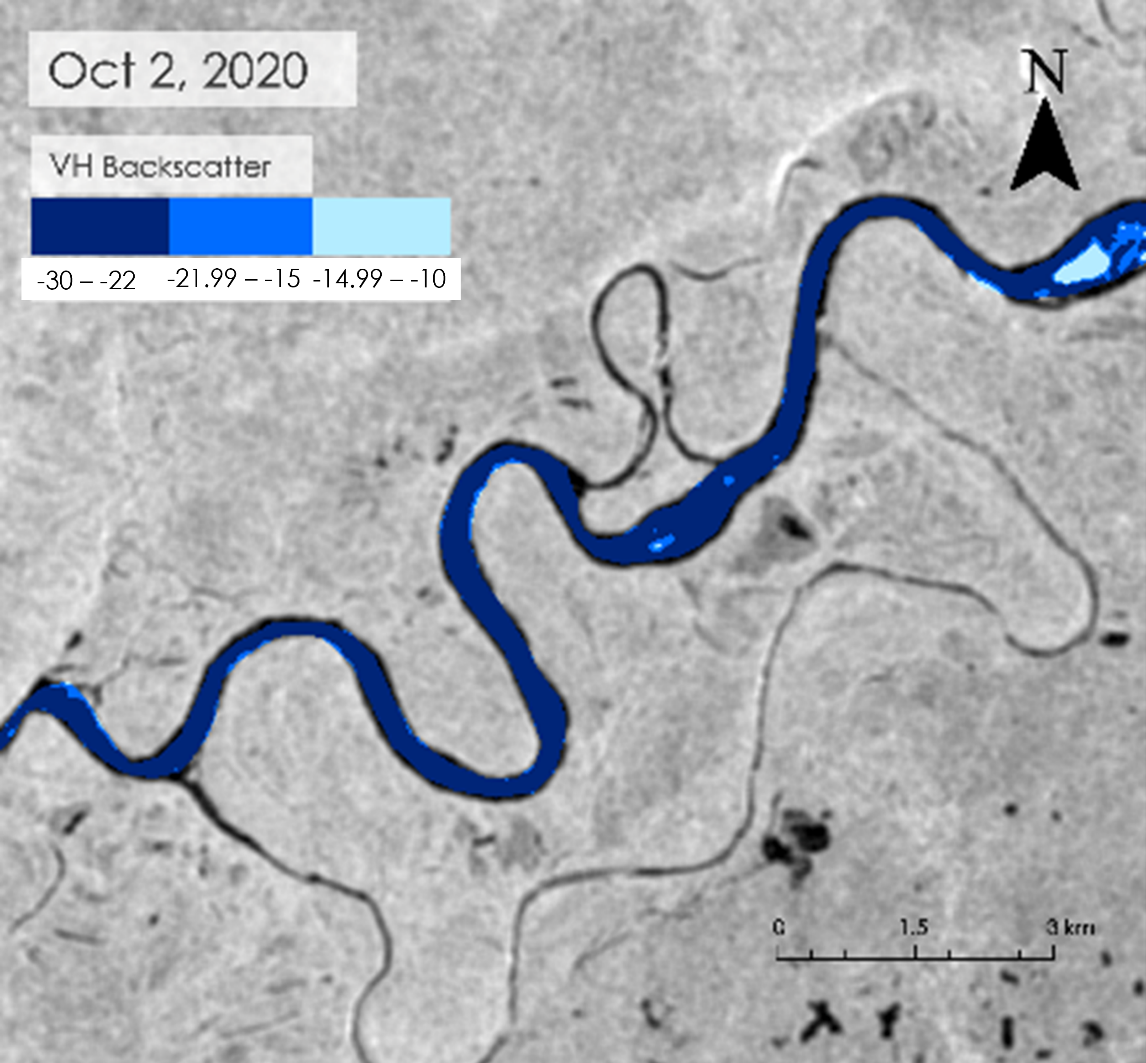 Oct 2, 2020
N
VH Backscatter
-30 – -22 -21.99 – -15 -14.99 – -10
0 1.5 3 km